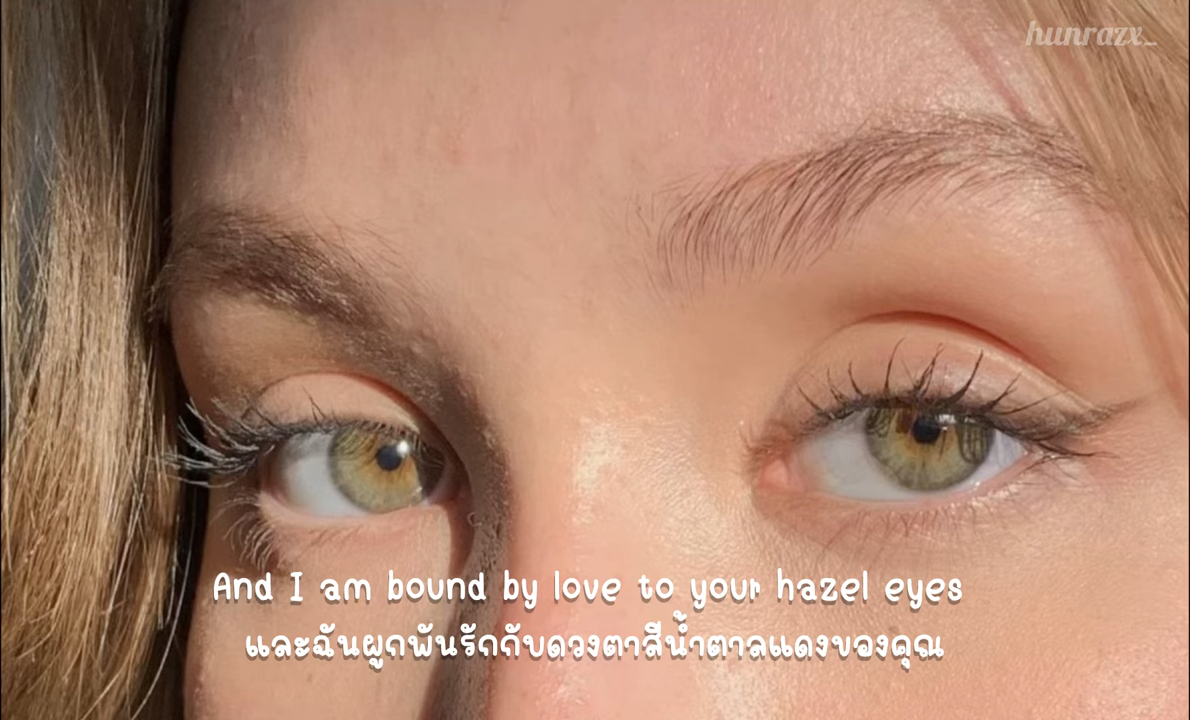 hunrazx_
And I am bound by love to your hazel eyes
และฉันผูกพันรักกับดวงตาสีน้ำตาลแดงของคุณ